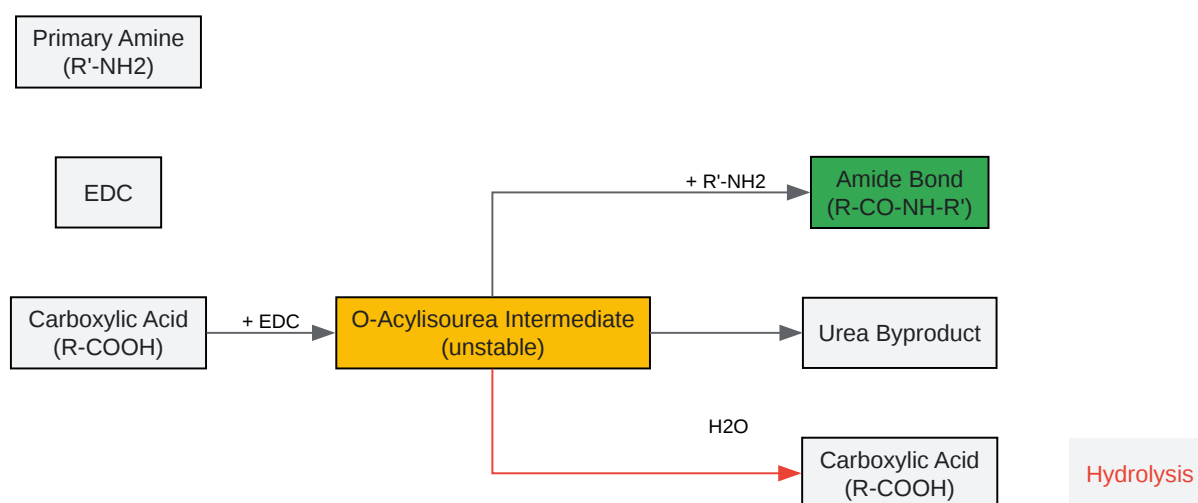 Primary Amine
(R'-NH2)
EDC
+ R'-NH2
Amide Bond
(R-CO-NH-R')
Carboxylic Acid
(R-COOH)
+ EDC
O-Acylisourea Intermediate
(unstable)
Urea Byproduct
H2O
Carboxylic Acid
(R-COOH)
Hydrolysis